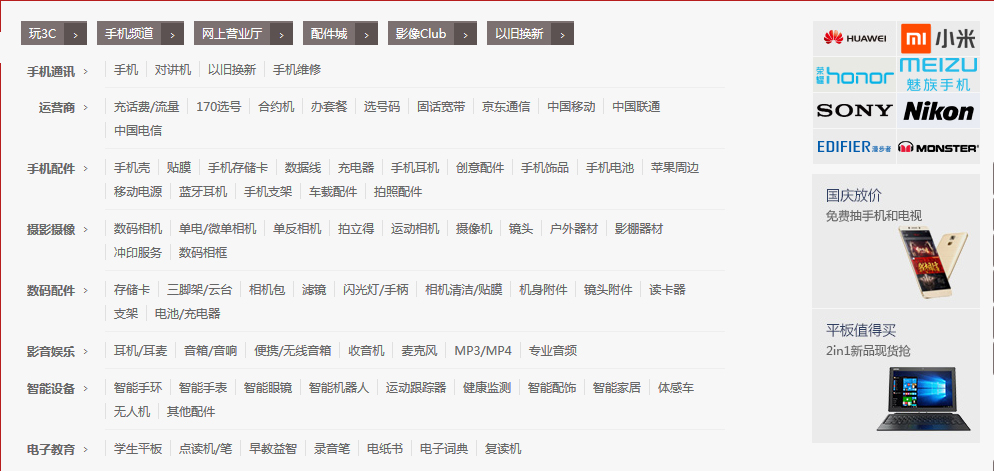 玩3C > 手机频道 > 网上营业厅 > 配件城 > 影像Club > 以旧换新 >
手机通讯 > 手机 对讲机 以旧换新 手机维修
运营商 > 充话费/流量 170选号 合约机 办套餐 选号码 固话宽带 京东通信 中国移动 中国联通
中国电信
手机配件 > 手机壳 贴膜 手机存储卡 数据线 充电器 手机耳机 创意配件 手机饰品 手机电池 苹果周边
移动电源 蓝牙耳机 手机支架 车载配件 拍照配件
摄影摄像 > 数码相机 单电/微单相机 单反相机 拍立得 运动相机 摄像机 镜头 户外器材 影棚器材
冲印服务 数码相框
数码配件 > 存储卡 三脚架/云台 相机包 滤镜 闪光灯/手柄 相机清洁/贴膜 机身附件 镜头附件 读卡器
支架 电池/充电器
影音娱乐 > 耳机/耳麦 音箱/音响 便携/无线音箱 收音机 麦克风 MP3/MP4 专业音频
智能设备 > 智能手环 智能手表 智能眼镜 智能机器人 运动跟踪器 健康监测 智能配饰 智能家居 体感车
无人机 其他配件
电子教育 > 学生平板 点读机/笔 早教益智 录音笔 电纸书 电子词典 复读机
HUAWEI
mi 小米
荣耀 honor
MEIZU
魅族手机
SONY
Nikon
EDIFIER 漫步者
MONSTER
国庆放价
免费抽手机和电视
平板值得买
2in1新品现货抢